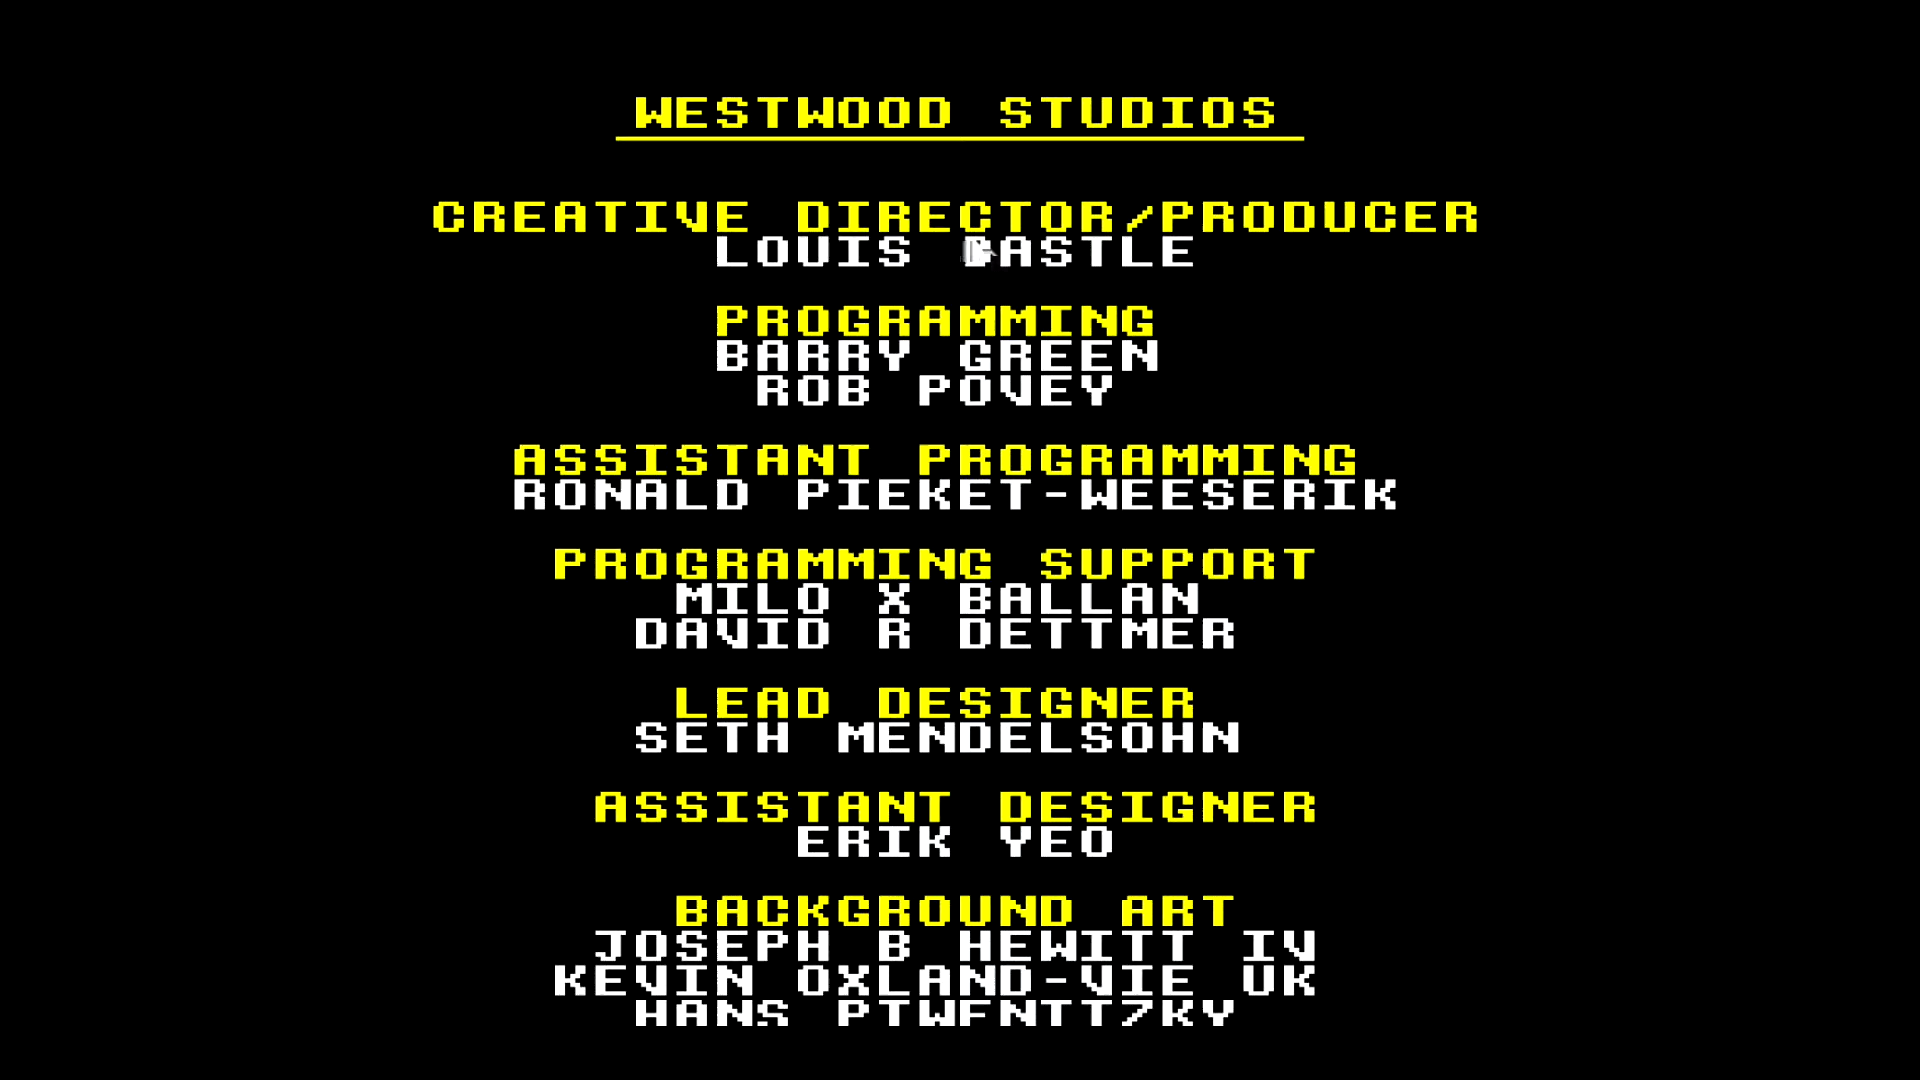 WESTWOOD STUDIOS
CREATIVE DIRECTOR/PRODUCER
LOUIS
PROGRAMMING
BARRY GREEN
ROB POVEY
ASSISTANT PROGRAMMING
RONALD PIEKET-WEESERIK
PROGRAMMING SUPPORT
MILO X BALLAN
DAVID R DETTMER
LEAD DESIGNER
SETH MENDELSOHN
ASSISTANT DESIGNER
ERIK YEO
BACKGROUND ART
JOSEPH B HEWITT IV
KEVIN OXLAND-VIE UK
HANS